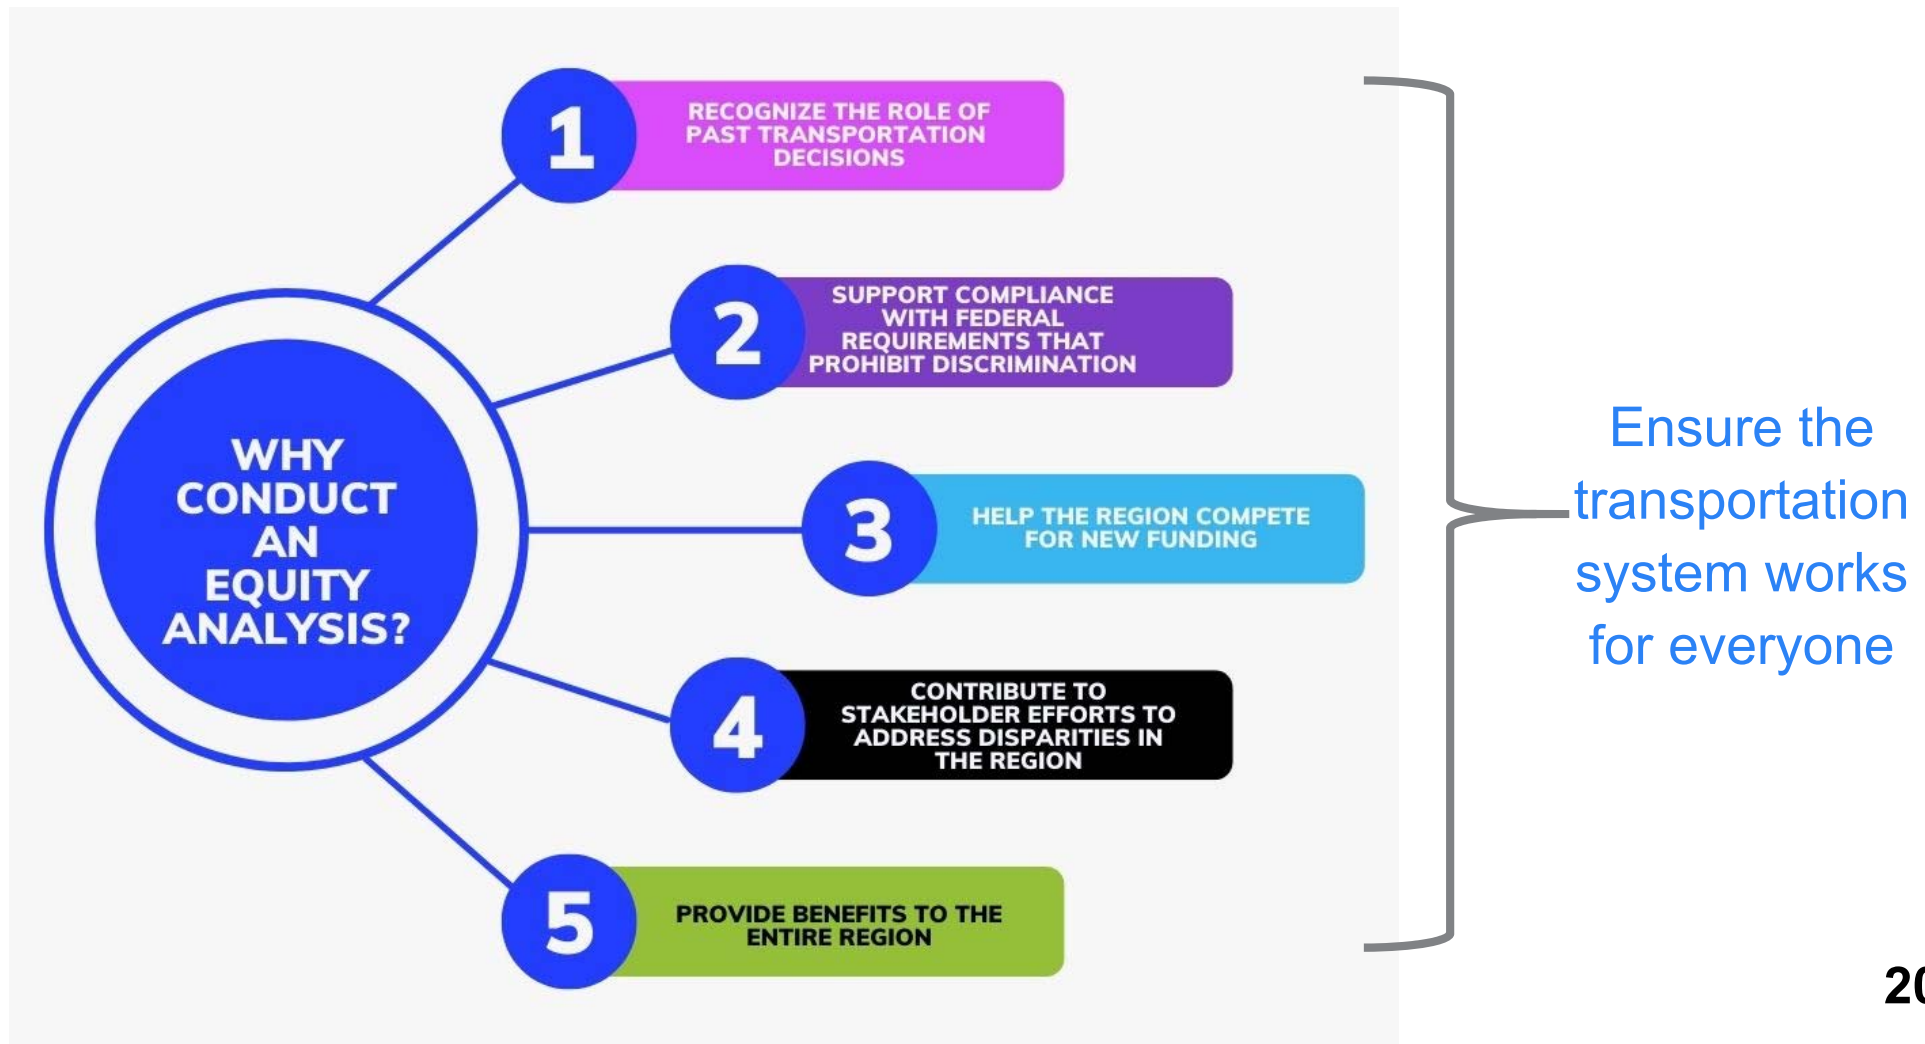 WHY
CONDUCT
AN
EQUITY
ANALYSIS?
1
RECOGNIZE THE ROLE OF
PAST TRANSPORTATION
DECISIONS
2
SUPPORT COMPLIANCE
WITH FEDERAL
REQUIREMENTS THAT
PROHIBIT DISCRIMINATION
3
HELP THE REGION COMPETE
FOR NEW FUNDING
4
CONTRIBUTE TO
STAKEHOLDER EFFORTS TO
ADDRESS DISPARITIES IN
THE REGION
5
PROVIDE BENEFITS TO THE
ENTIRE REGION
Ensure the
transportation
system works
for everyone
20